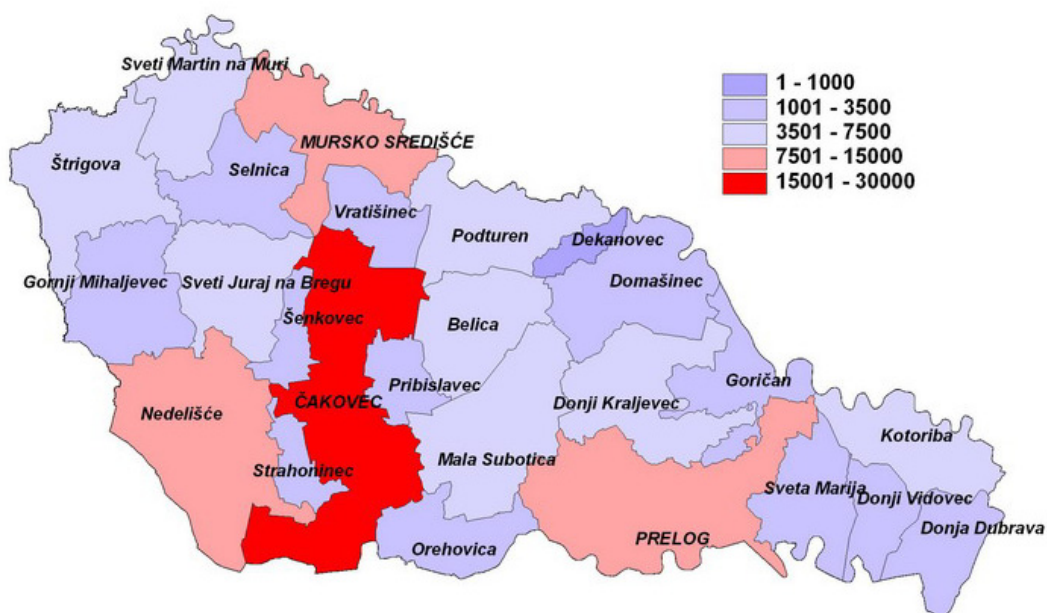 Sveti Martin na Muri
1 - 1000
1001 - 3500
3501 - 7500
7501 - 15000
15001 - 30000
MURSKO SREDIŠĆE
Štrigova
Selnica
Vratišinec
Podturen
Dekanovec
Gornji Mihaljevec
Sveti Juraj na Bregu
Domašinec
Šenkovec
Belica
Pribislavec
Goričan
Nedelišće
ČAKOVEC
Donji Kraljevec
Kotoriba
Strahoninec
Mala Subotica
Sveta Marija
Donji Vidovec
Donja Dubrava
Orehovica
PRELOG